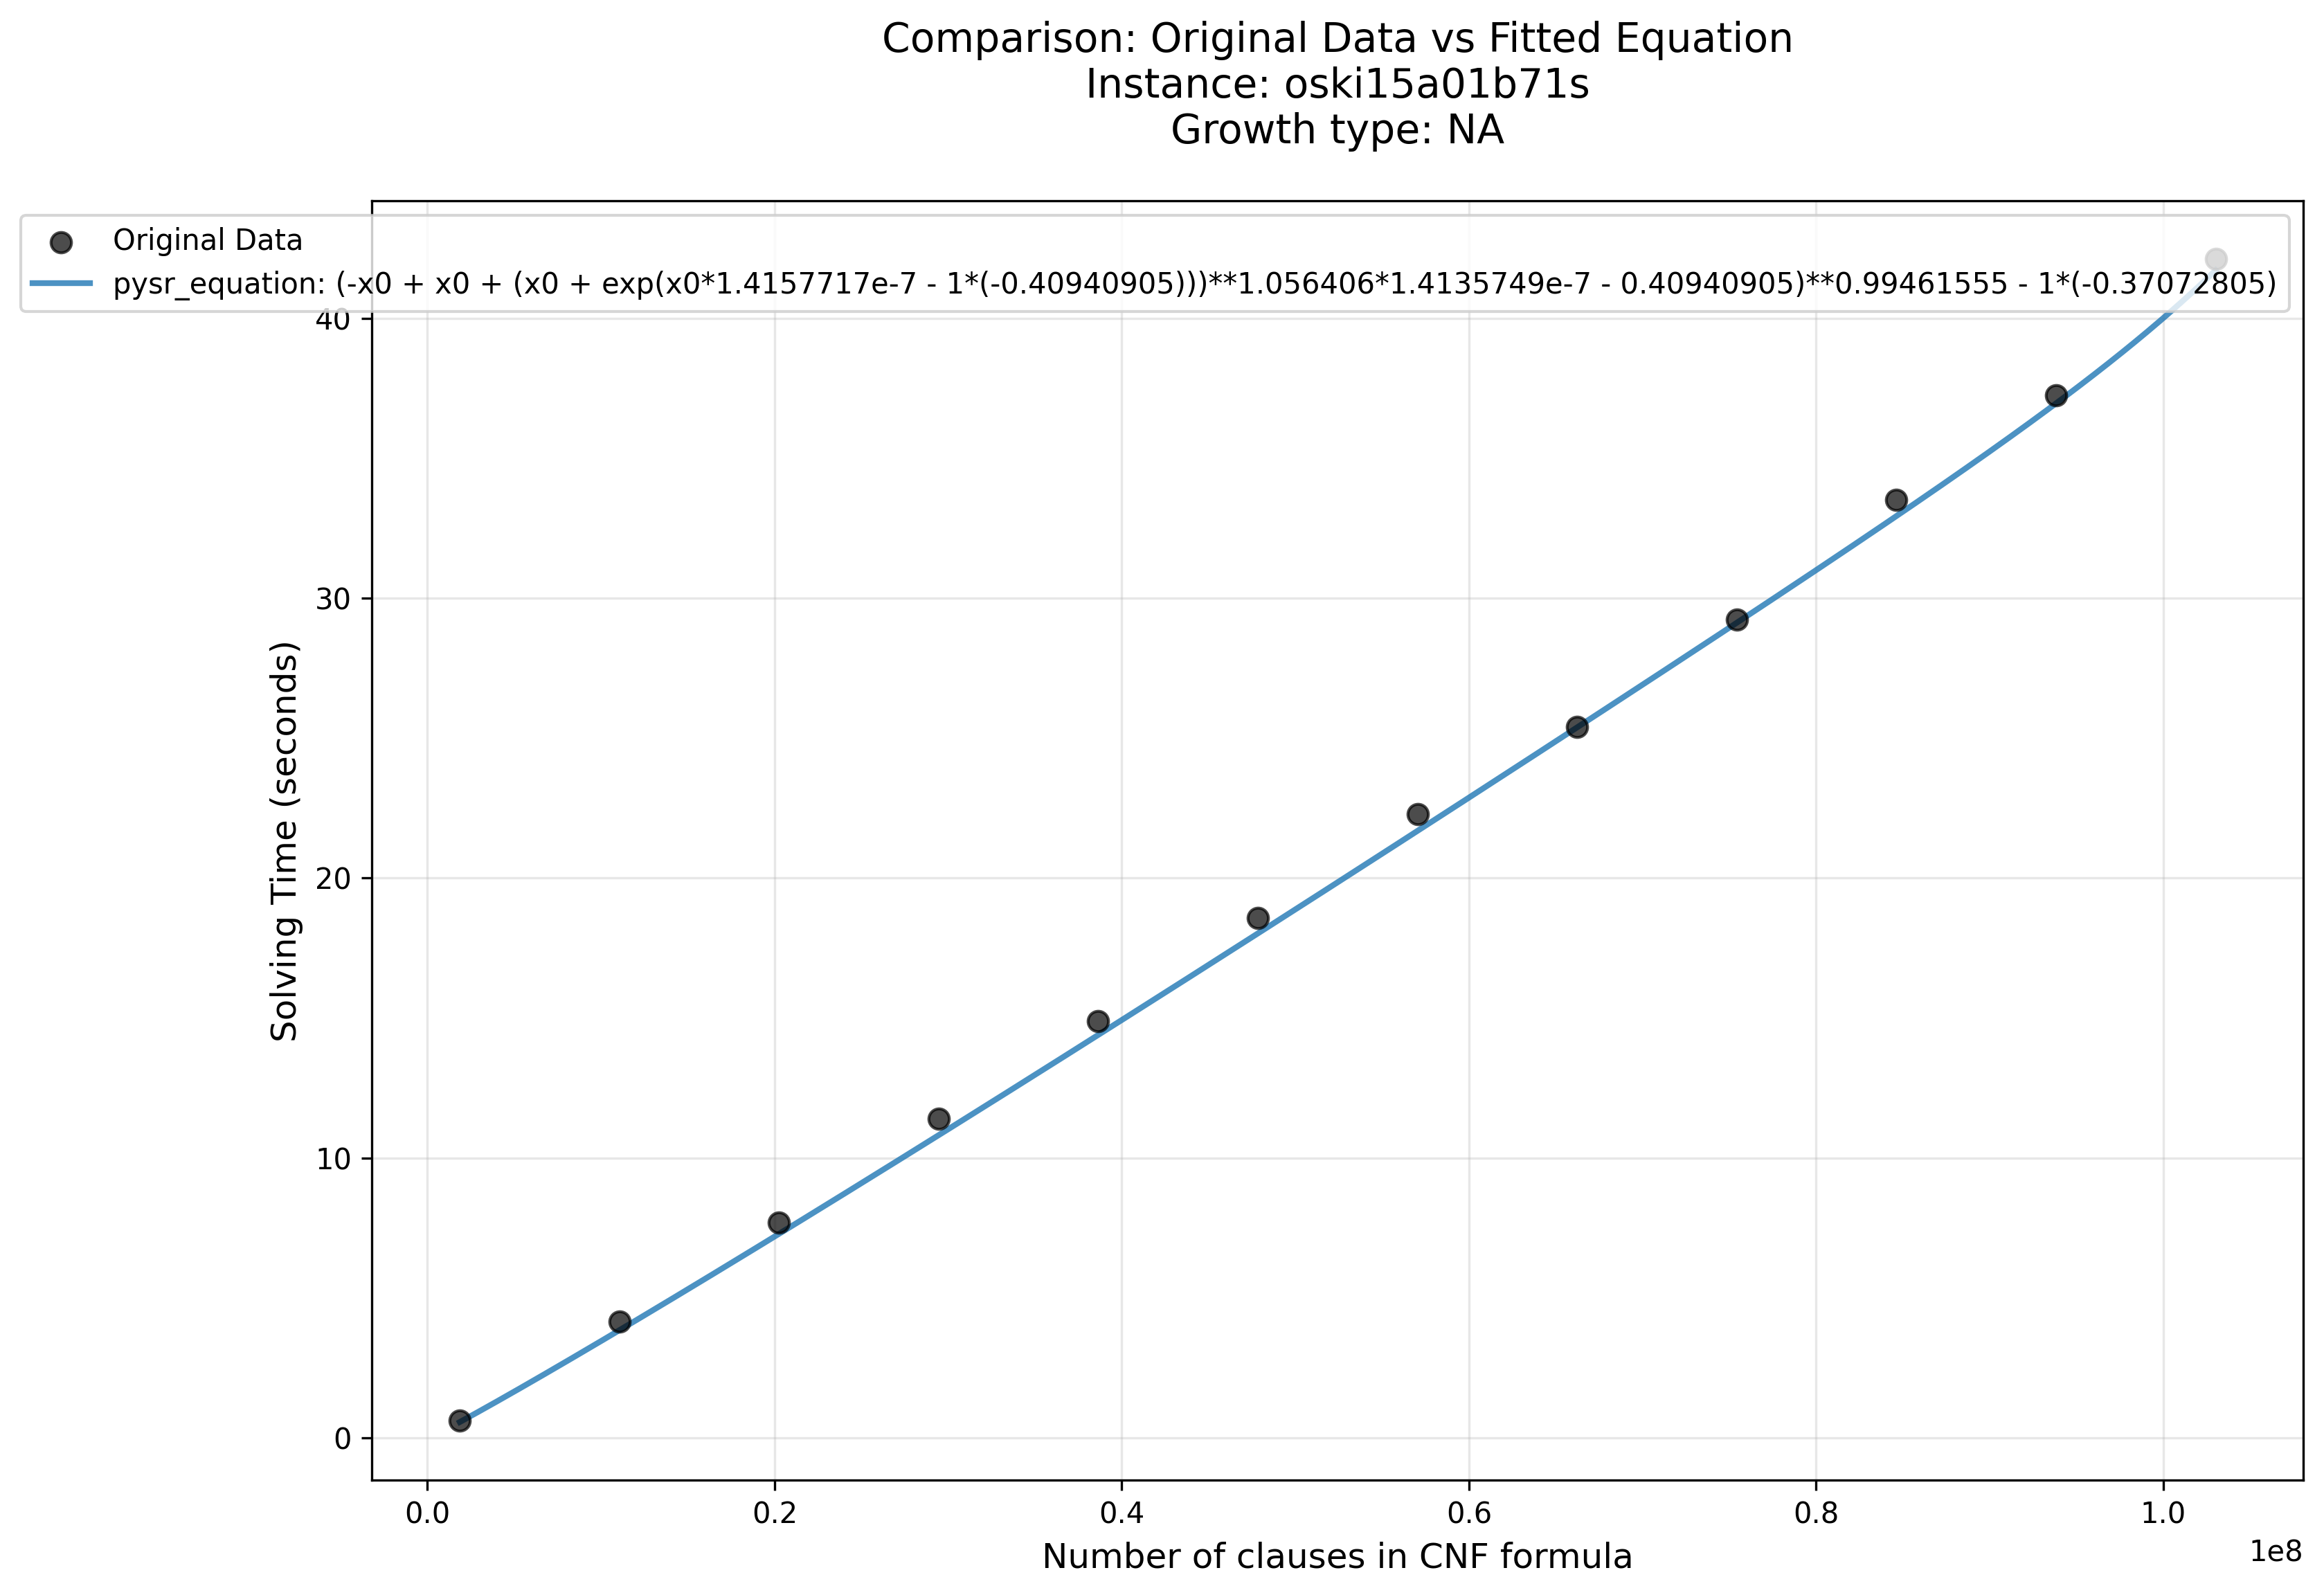 Comparison: Original Data vs Fitted Equation
Instance: oski15a01b71s
Growth type: NA
Original Data
pysr_equation: (-x0 + x0 + (x0 + exp(x0*1.4157717e-7 - 1*(-0.40940905)))**1.056406*1.4135749e-7 - 0.40940905)**0.99461555 - 1*(-0.37072805)
40
30
20
10
0
Solving Time (seconds)
0.0 0.2 0.4 0.6 0.8 1.0
1e8
Number of clauses in CNF formula